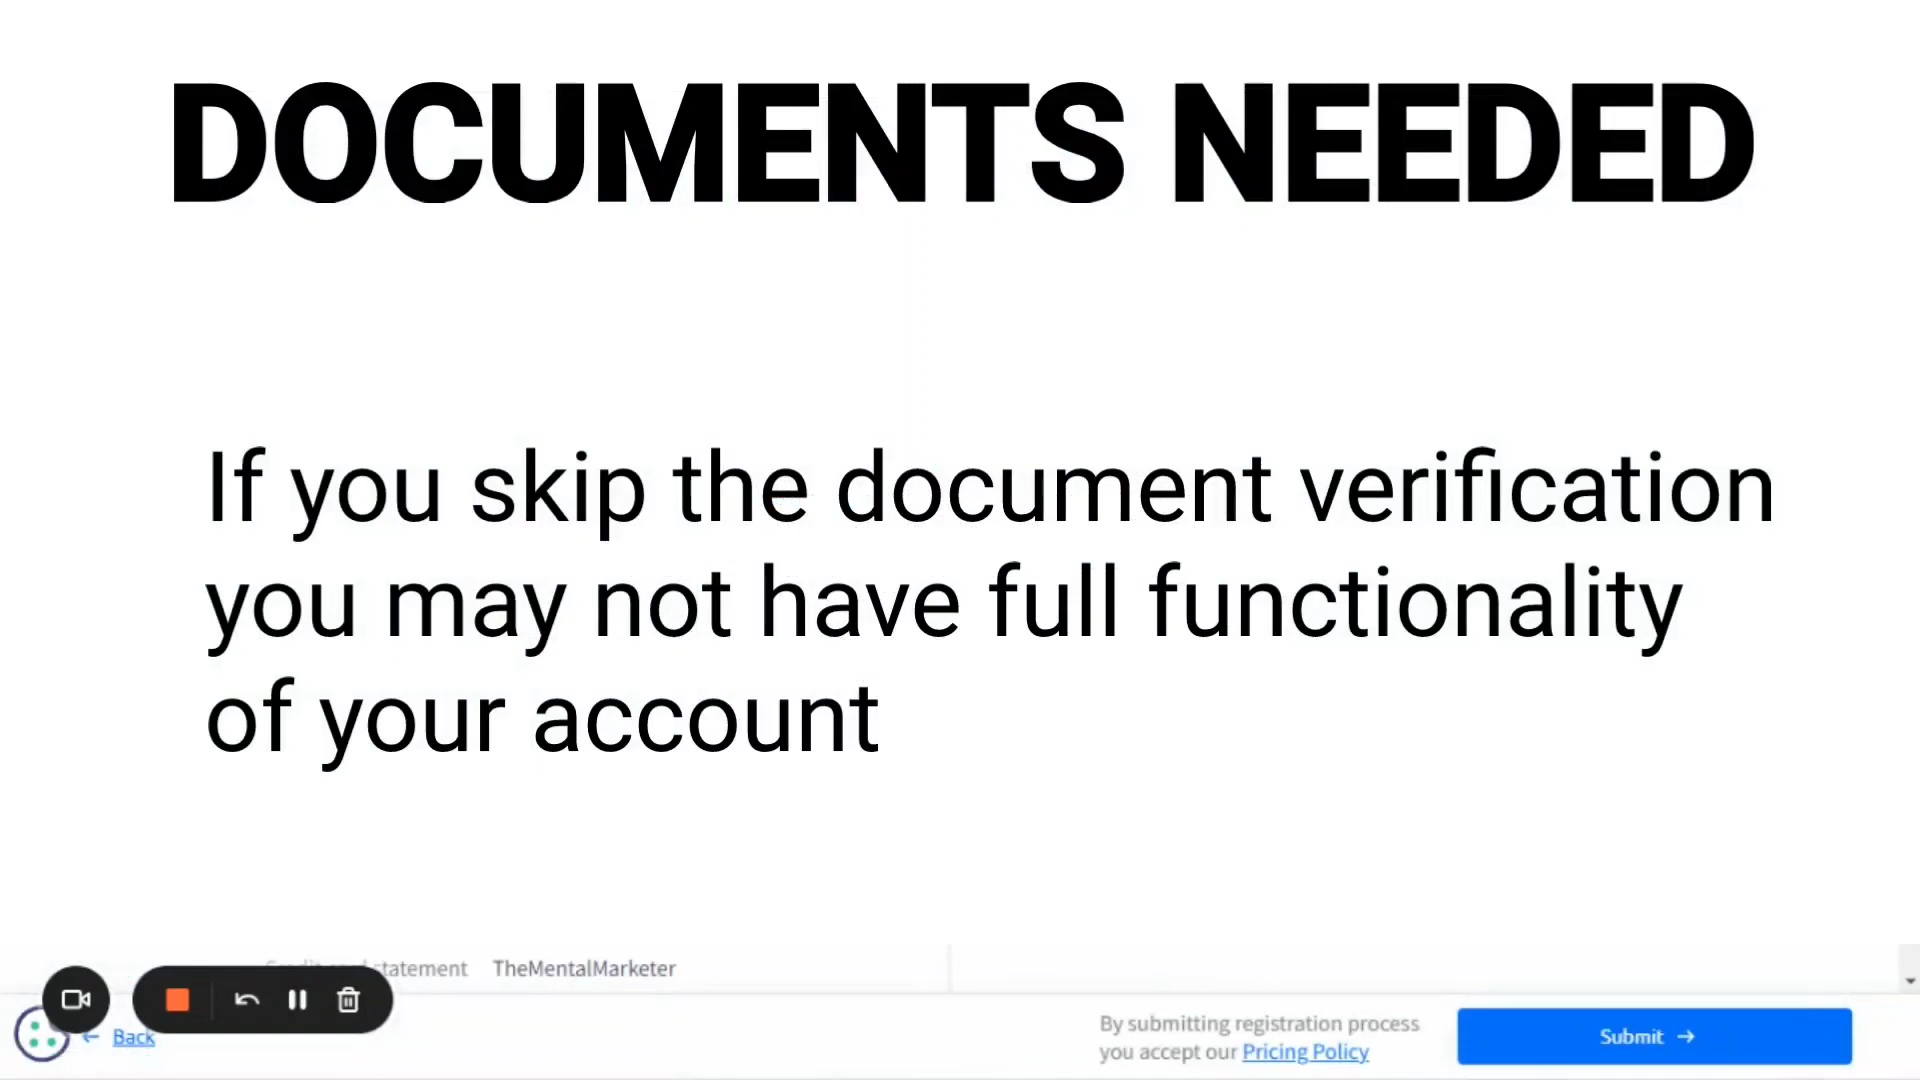 DOCUMENTS NEEDED
If you skip the document verification
you may not have full functionality
of your account
statement TheMentalMarketer
Back
By submitting registration process
you accept our Pricing Policy
Submit